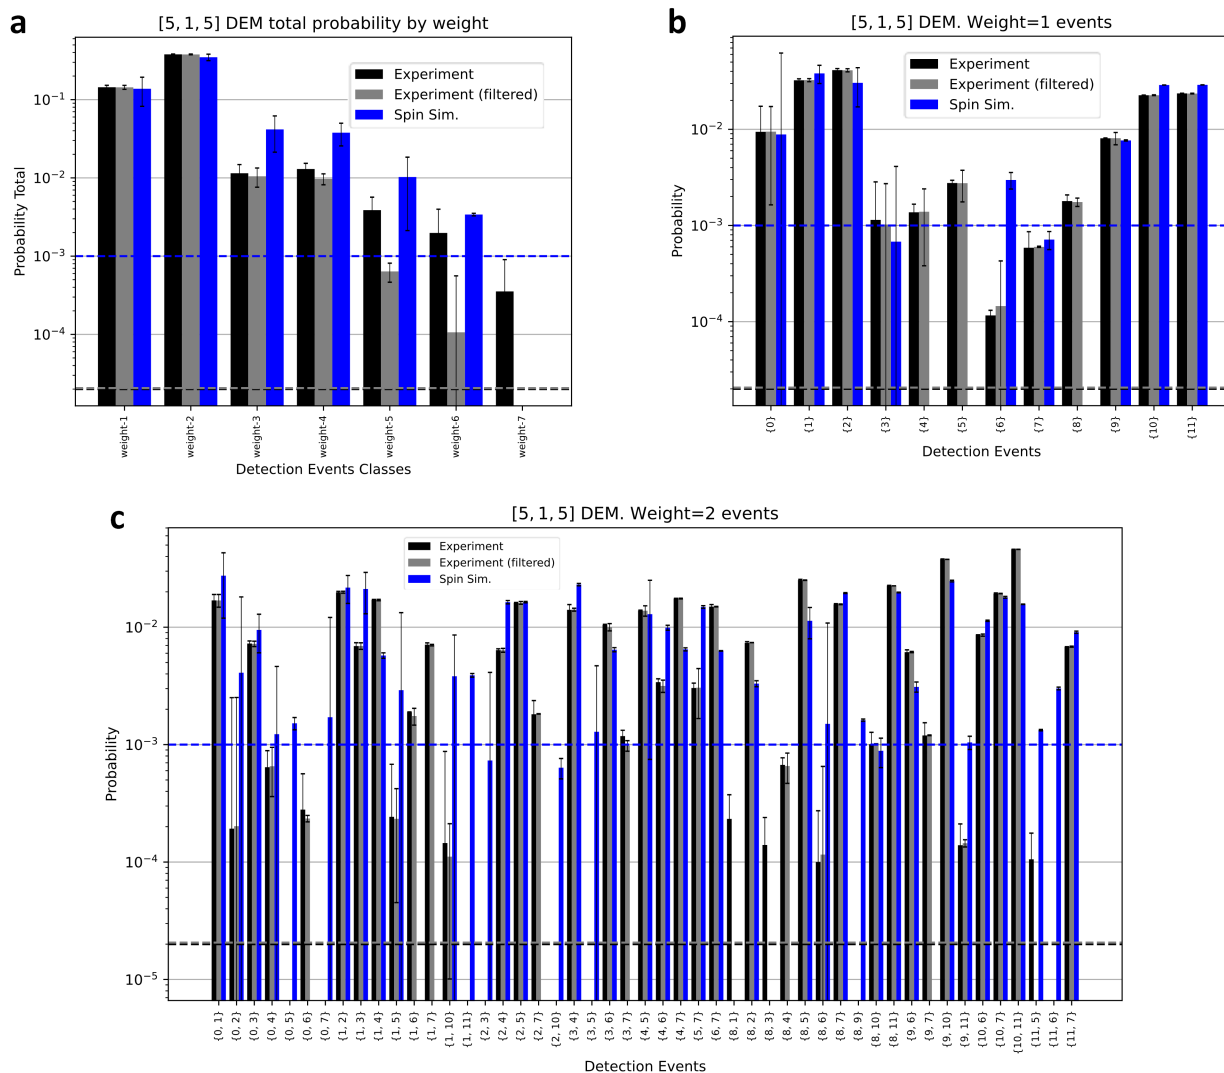 a
[5, 1, 5] DEM total probability by weight
Probability Total
10⁻¹
10⁻²
10⁻³
10⁻⁴
Experiment
Experiment (filtered)
Spin Sim.
weight-1
weight-2
weight-3
weight-4
weight-5
weight-6
weight-7
Detection Events Classes
b
[5, 1, 5] DEM. Weight=1 events
Probability
10⁻²
10⁻³
10⁻⁴
Experiment
Experiment (filtered)
Spin Sim.
{0}
{1}
{2}
{3}
{4}
{5}
{6}
{7}
{8}
{9}
{10}
{11}
Detection Events
c
[5, 1, 5] DEM. Weight=2 events
Probability
10⁻²
10⁻³
10⁻⁴
10⁻⁵
Experiment
Experiment (filtered)
Spin Sim.
{0, 1}
{0, 2}
{0, 3}
{0, 4}
{0, 5}
{0, 6}
{0, 7}
{1, 2}
{1, 3}
{1, 4}
{1, 5}
{1, 6}
{1, 7}
{1, 10}
{1, 11}
{2, 3}
{2, 4}
{2, 5}
{2, 7}
{2, 10}
{3, 4}
{3, 5}
{3, 6}
{3, 7}
{4, 5}
{4, 6}
{4, 7}
{5, 7}
{6, 7}
{8, 1}
{8, 2}
{8, 3}
{8, 4}
{8, 5}
{8, 6}
{8, 7}
{8, 9}
{8, 10}
{8, 11}
{9, 6}
{9, 7}
{9, 10}
{9, 11}
{10, 6}
{10, 7}
{10, 11}
{11, 5}
{11, 6}
{11, 7}
Detection Events